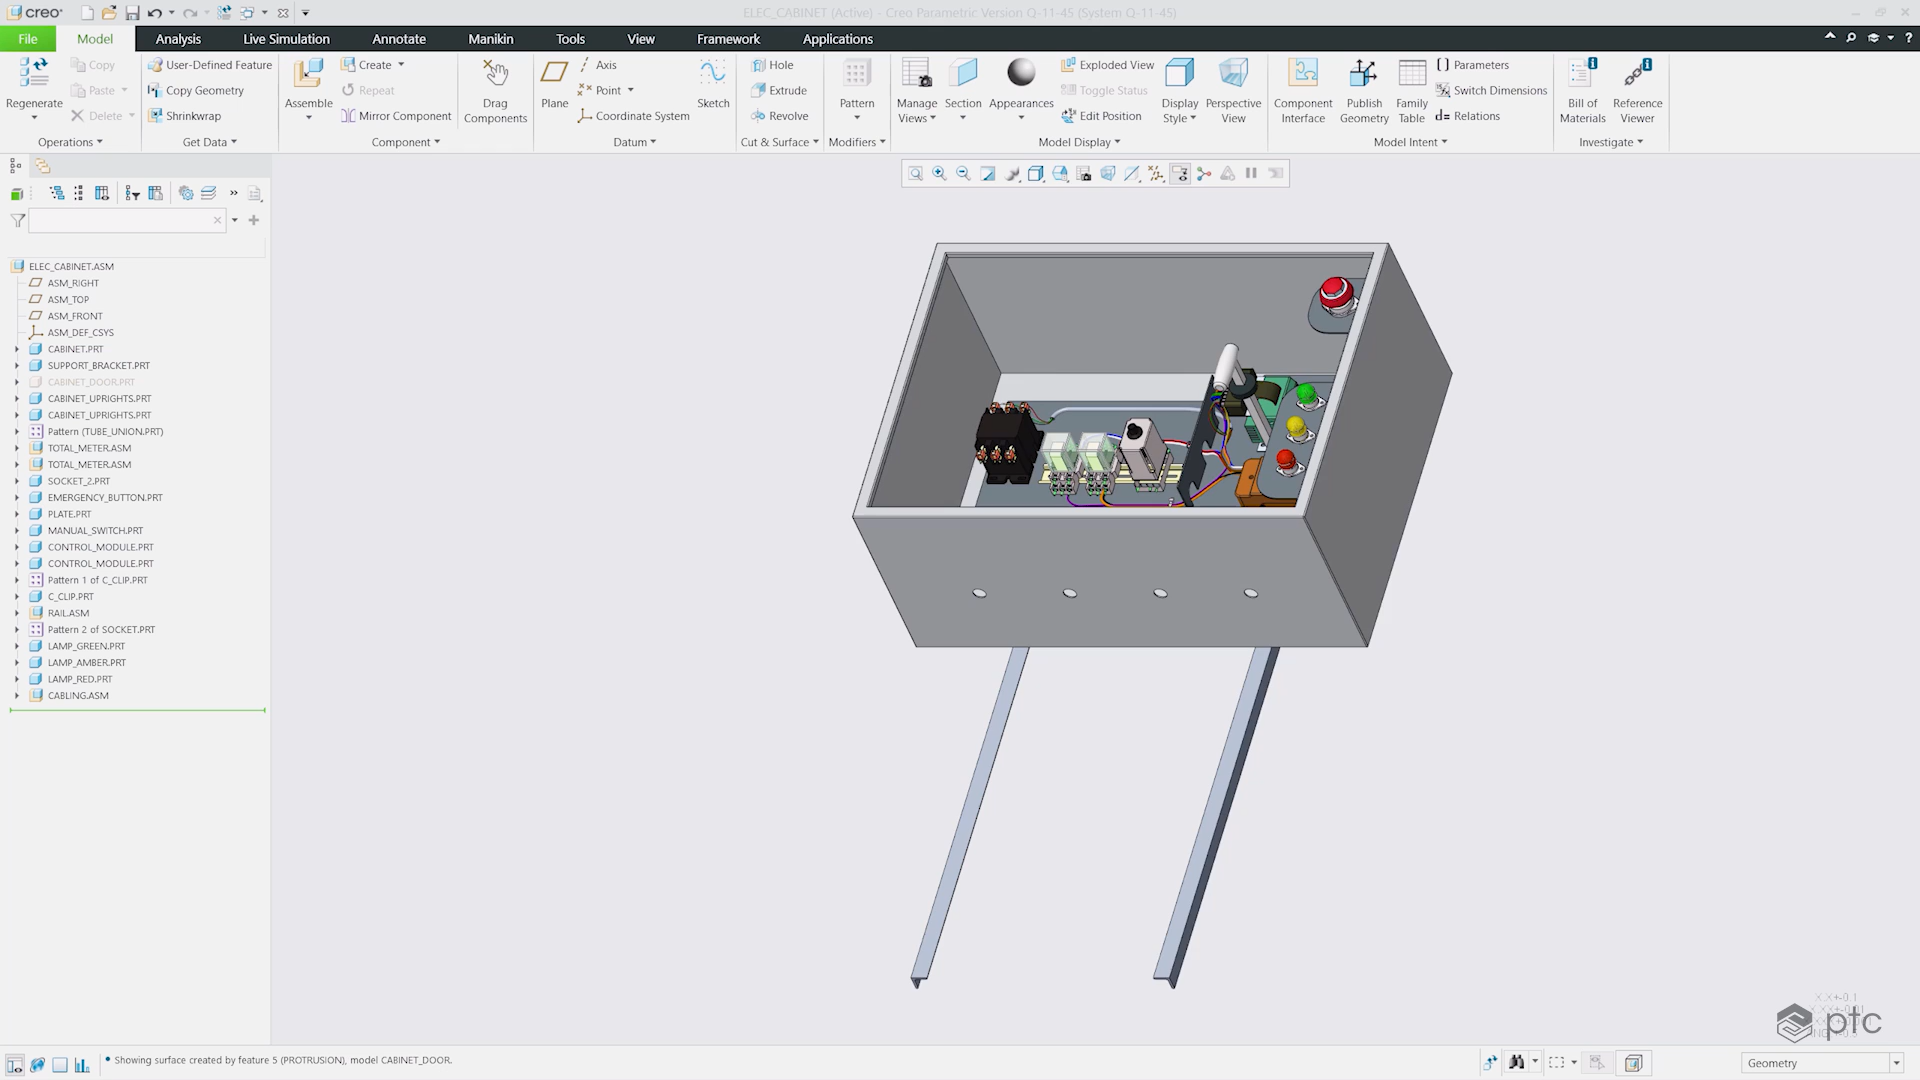 creo
ELEC_CABINET (Active) - Creo Parametric Version Q-11-45 (System Q-11-45)
File Model Analysis Live Simulation Annotate Manikin Tools View Framework Applications
Regenerate
Copy
Paste
Delete
Operations
User-Defined Feature
Copy Geometry
Shrinkwrap
Get Data
Assemble
Create
Repeat
Mirror Component
Component
Drag Components
Plane
Axis
Point
Coordinate System
Sketch
Datum
Hole
Extrude
Revolve
Cut & Surface
Pattern
Modifiers
Manage Views
Section
Appearances
Exploded View
Toggle Status
Edit Position
Display Style
Perspective View
Model Display
Component Interface
Publish Geometry
Family Table
Parameters
Switch Dimensions
Relations
Model Intent
Bill of Materials
Reference Viewer
Investigate
ELEC_CABINET.ASM
ASM_RIGHT
ASM_TOP
ASM_FRONT
ASM_DEF_CSYS
CABINET.PRT
SUPPORT_BRACKET.PRT
CABINET_DOOR.PRT
CABINET_UPRIGHTS.PRT
CABINET_UPRIGHTS.PRT
Pattern (TUBE_UNION.PRT)
TOTAL_METER.ASM
TOTAL_METER.ASM
SOCKET_2.PRT
EMERGENCY_BUTTON.PRT
PLATE.PRT
MANUAL_SWITCH.PRT
CONTROL_MODULE.PRT
CONTROL_MODULE.PRT
Pattern 1 of C_CLIP.PRT
C_CLIP.PRT
RAIL.ASM
Pattern 2 of SOCKET.PRT
LAMP_GREEN.PRT
LAMP_AMBER.PRT
LAMP_RED.PRT
CABLING.ASM
X.X+-0.1
ptc
Showing surface created by feature 5 (PROTRUSION), model CABINET_DOOR.
Geometry